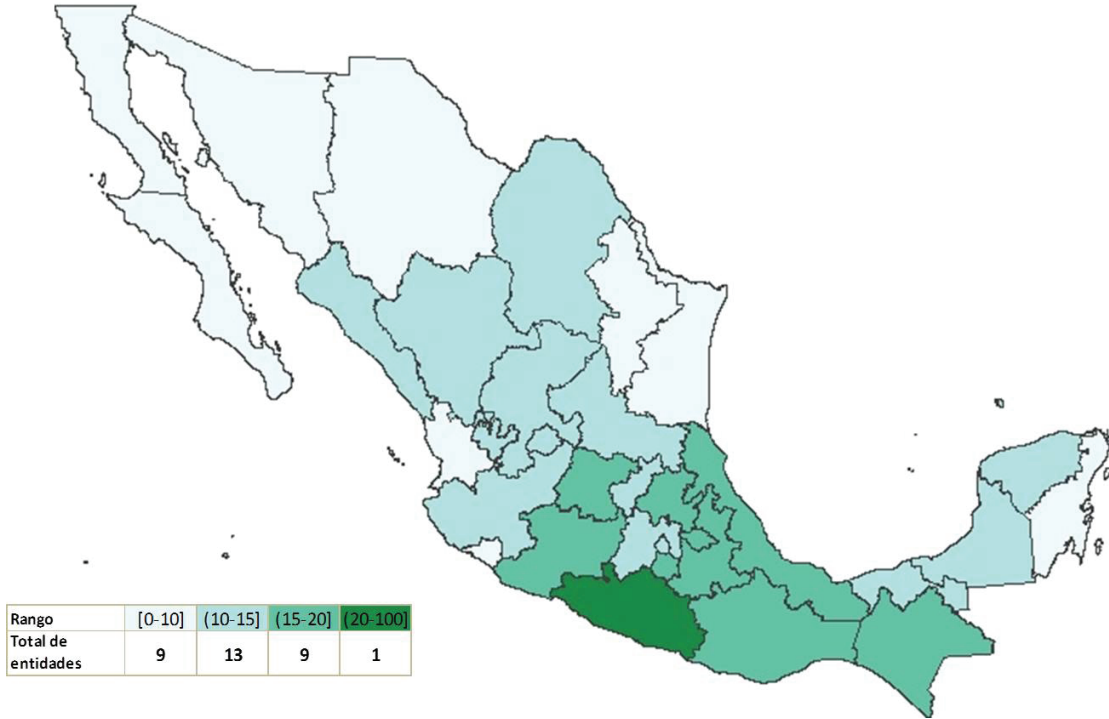 Rango [0-10] (10-15] (15-20] (20-100]
Total de
entidades 9 13 9 1